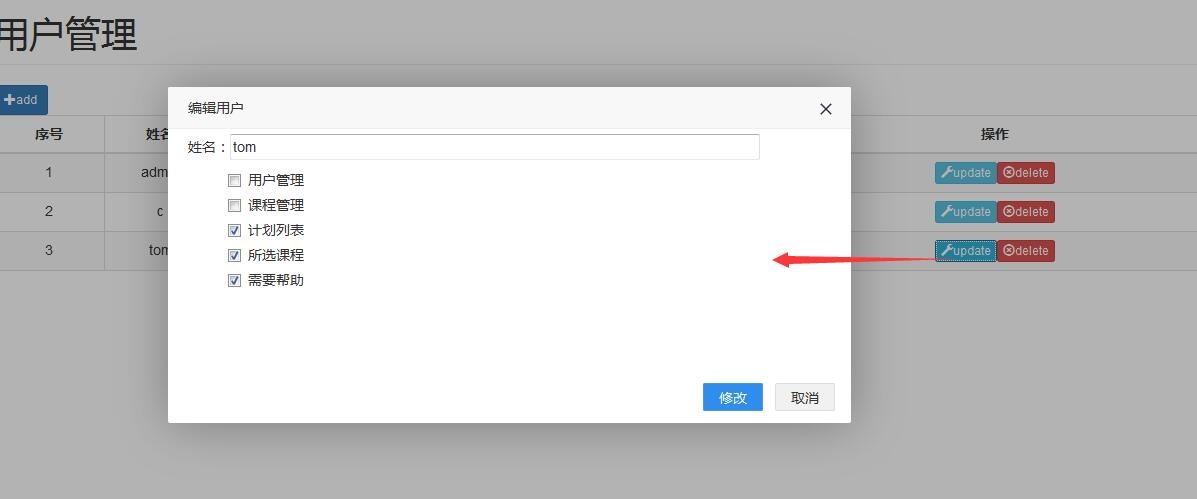 用户管理
add
编辑用户
序号 姓名 操作
姓名： tom
1 adm update delete
用户管理
课程管理
2 c update delete
计划列表
3 tom update delete
所选课程
需要帮助
修改 取消